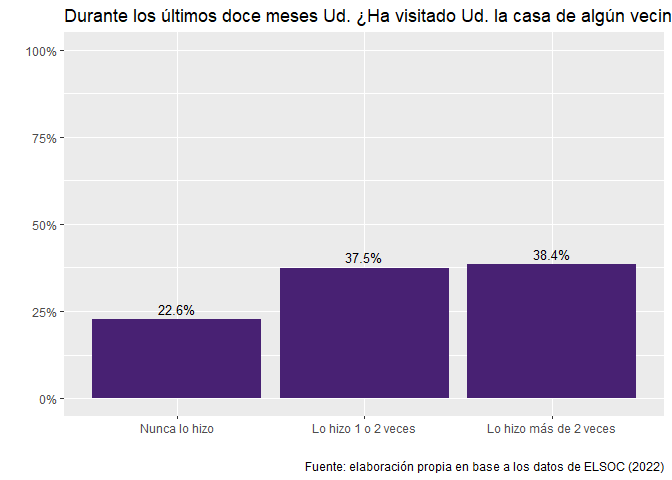 Durante los últimos doce meses Ud. ¿Ha visitado Ud. la casa de algún vecin
100%
75%
50%
25%
0%
22.6%
37.5%
38.4%
Nunca lo hizo
Lo hizo 1 o 2 veces
Lo hizo más de 2 veces
Fuente: elaboración propia en base a los datos de ELSOC (2022)